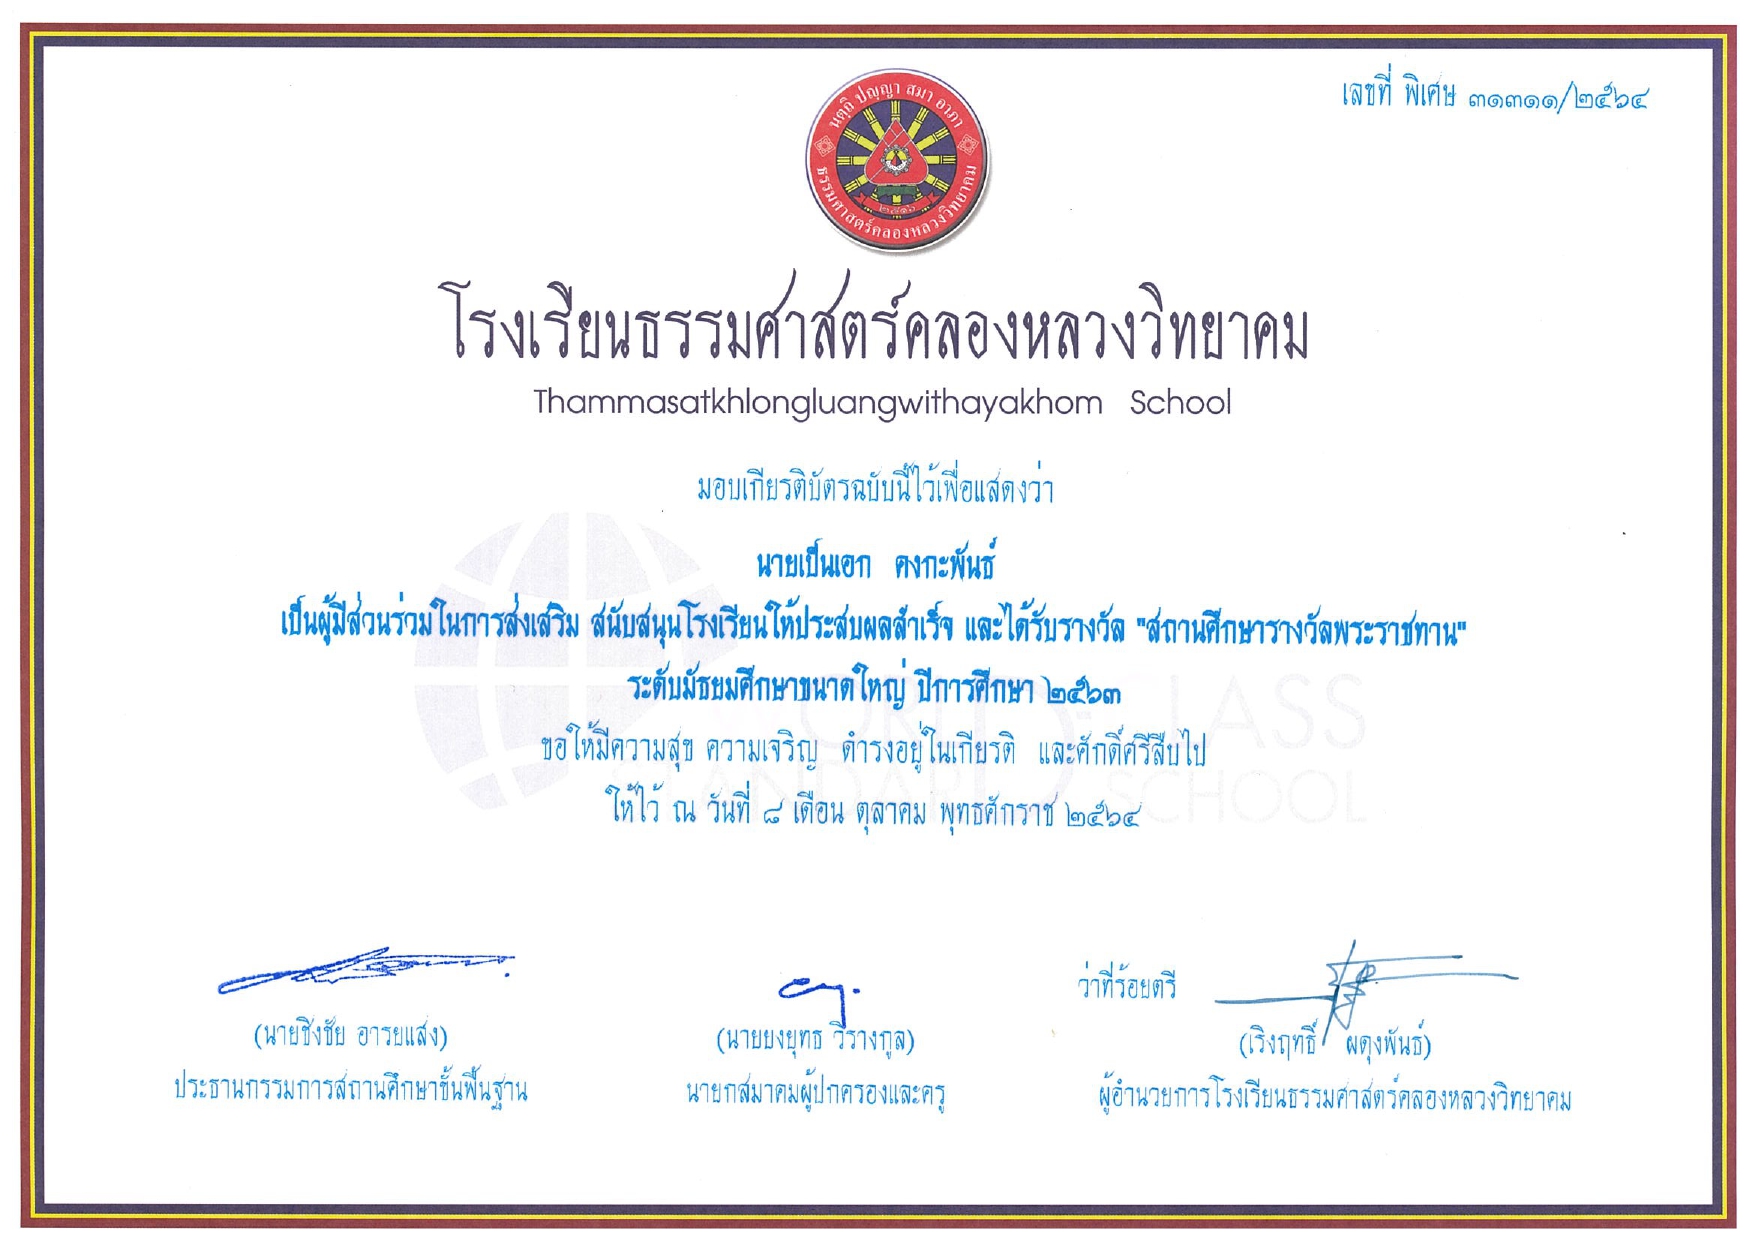 เลขที่ พิเศษ ๓๑๓๑๑/๒๕๖๔
นตฺถิ ปญฺญา สมา อาภา
๒๕๑๖
ธรรมศาสตร์คลองหลวงวิทยาคม
โรงเรียนธรรมศาสตร์คลองหลวงวิทยาคม
Thammasatkhlongluangwithayakhom School
มอบเกียรติบัตรฉบับนี้ไว้เพื่อแสดงว่า
นายเป็นเอก คงกะพันธ์
เป็นผู้มีส่วนร่วมในการส่งเสริม สนับสนุนโรงเรียนให้ประสบผลสำเร็จ และได้รับรางวัล "สถานศึกษารางวัลพระราชทาน"
ระดับมัธยมศึกษาขนาดใหญ่ ปีการศึกษา ๒๕๖๓
ขอให้มีความสุข ความเจริญ ดำรงอยู่ในเกียรติ และศักดิ์ศรีสืบไป
ให้ไว้ ณ วันที่ ๘ เดือน ตุลาคม พุทธศักราช ๒๕๖๔
WORLD-CLASS
STANDARD SCHOOL
ว่าที่ร้อยตรี
(นายชิงชัย อารยแสง)
ประธานกรรมการสถานศึกษาขั้นพื้นฐาน
(นายยงยุทธ วีรางกูล)
นายกสมาคมผู้ปกครองและครู
(เริงฤทธิ์ ผดุงพันธ์)
ผู้อำนวยการโรงเรียนธรรมศาสตร์คลองหลวงวิทยาคม